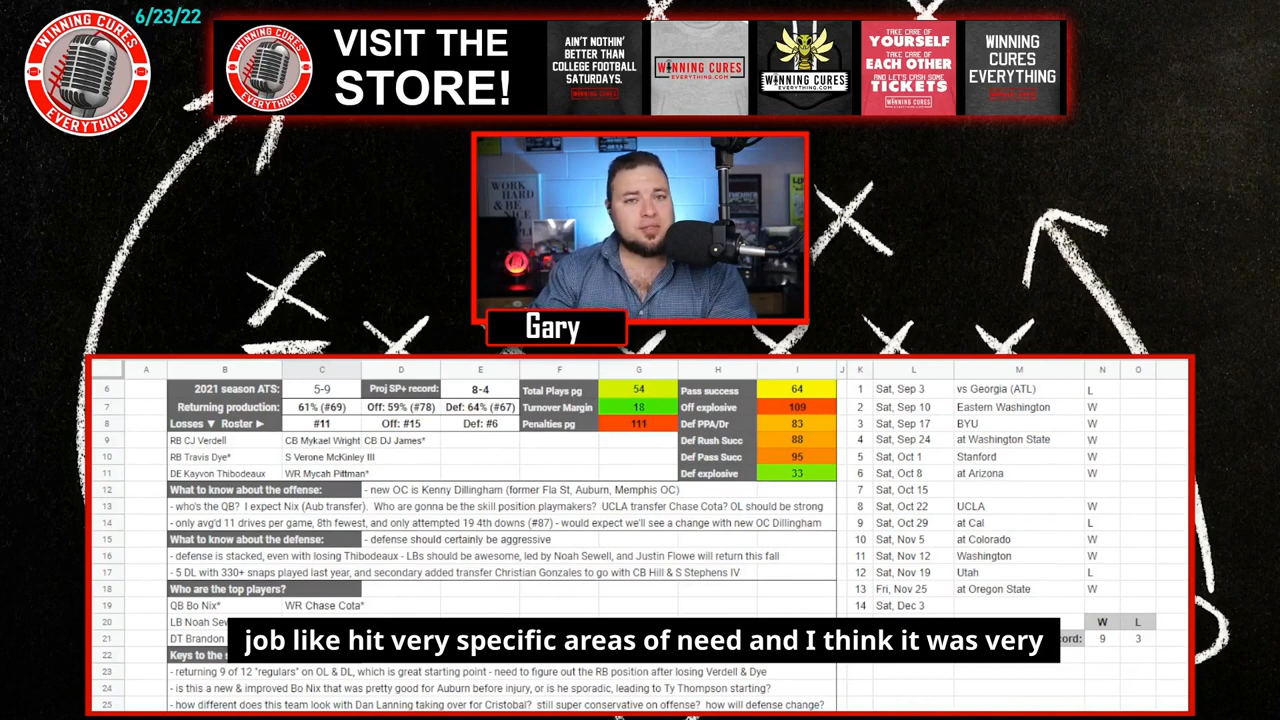 6/23/22
WINNING CURES
EVERYTHING
WINNING CURES
EVERYTHING
VISIT THE
STORE!
AIN'T NOTHIN'
BETTER THAN
COLLEGE FOOTBALL
SATURDAYS.
WINNING CURES
EVERYTHING.COM
WINNING CURES
EVERYTHING.COM
TAKE CARE OF
YOURSELF
TAKE CARE OF
EACH OTHER
AND LET'S CASH SOME
TICKETS
WINNING CURES
WINNING
CURES
EVERYTHING
WORK
HARD
& BE
NICE
Gary
A B C D E F G H I J K L M N O
6 2021 season ATS: 5-9 Proj SP+ record: 8-4 Total Plays pg 54 Pass success 64 1 Sat, Sep 3 vs Georgia (ATL) L
7 Returning production: 61% (#69) Off: 59% (#78) Def: 64% (#67) Turnover Margin 18 Off explosive 109 2 Sat, Sep 10 Eastern Washington W
8 Losses ▼ Roster ► #11 Off: #15 Def: #6 Penalties pg 111 Def PPA/Dr 83 3 Sat, Sep 17 BYU W
9 RB CJ Verdell CB Mykael Wright CB DJ James* Def Rush Succ 88 4 Sat, Sep 24 at Washington State W
10 RB Travis Dye* S Verone McKinley III Def Pass Succ 95 5 Sat, Oct 1 Stanford W
11 DE Kayvon Thibodeaux WR Mycah Pittman* Def explosive 33 6 Sat, Oct 8 at Arizona W
12 What to know about the offense: - new OC is Kenny Dillingham (former Fla St, Auburn, Memphis OC) 7 Sat, Oct 15
13 - who's the QB? I expect Nix (Aub transfer). Who are gonna be the skill position playmakers? UCLA transfer Chase Cota? OL should be strong 8 Sat, Oct 22 UCLA W
14 - only avg'd 11 drives per game, 8th fewest, and only attempted 19 4th downs (#87) - would expect we'll see a change with new OC Dillingham 9 Sat, Oct 29 at Cal L
15 What to know about the defense: - defense should certainly be aggressive 10 Sat, Nov 5 at Colorado W
16 - defense is stacked, even with losing Thibodeaux - LBs should be awesome, led by Noah Sewell, and Justin Flowe will return this fall 11 Sat, Nov 12 Washington W
17 - 5 DL with 330+ snaps played last year, and secondary added transfer Christian Gonzales to go with CB Hill & S Stephens IV 12 Sat, Nov 19 Utah L
18 Who are the top players? 13 Fri, Nov 25 at Oregon State W
19 QB Bo Nix* WR Chase Cota* 14 Sat, Dec 3
20 LB Noah Sew W L
21 DT Brandon cord: 9 3
job like hit very specific areas of need and I think it was very
22 Keys to the
23 - returning 9 of 12 "regulars" on OL & DL, which is great starting point - need to figure out the RB position after losing Verdell & Dye
24 - is this a new & improved Bo Nix that was pretty good for Auburn before injury, or is he sporadic, leading to Ty Thompson starting?
25 - how different does this team look with Dan Lanning taking over for Cristobal? still super conservative on offense? how will defense change?